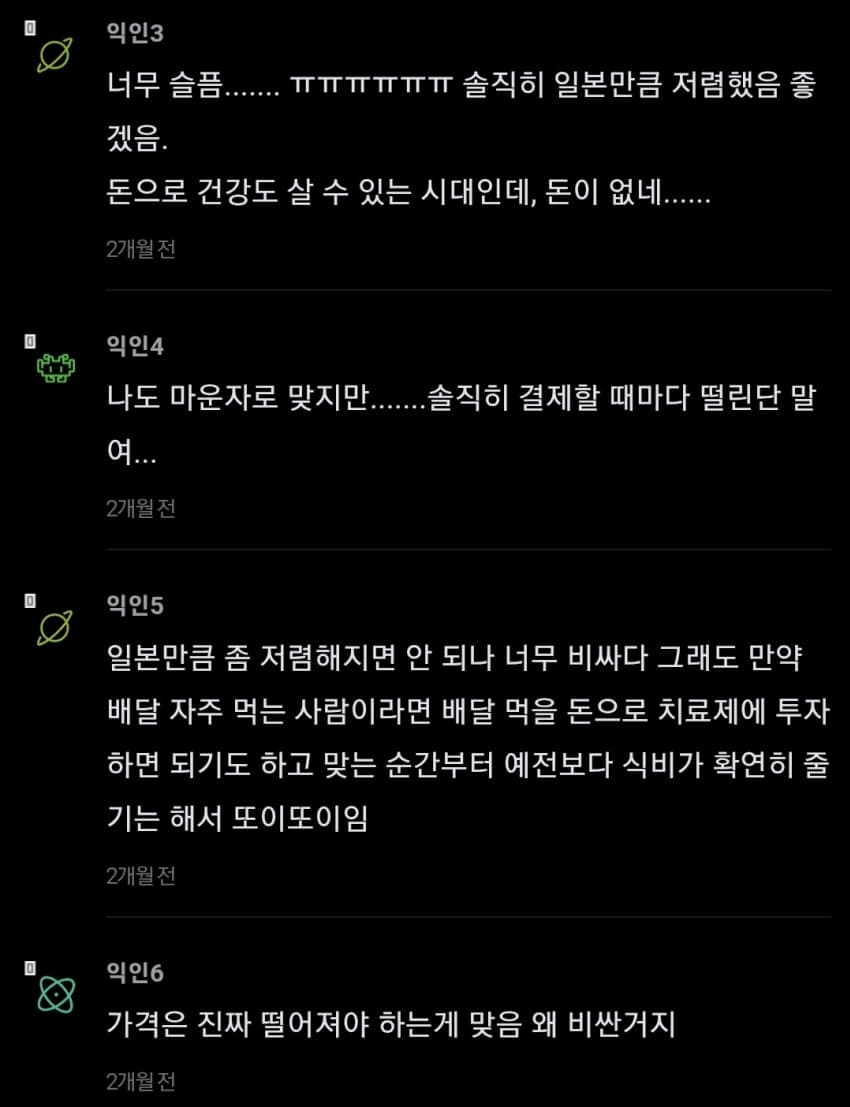 익인3
너무 슬픔....... ㅠㅠㅠㅠㅠㅠ 솔직히 일본만큼 저렴했음 좋
겠음.
돈으로 건강도 살 수 있는 시대인데, 돈이 없네......
2개월 전
익인4
나도 마운자로 맞지만.......솔직히 결제할 때마다 떨린단 말
여...
2개월 전
익인5
일본만큼 좀 저렴해지면 안 되나 너무 비싸다 그래도 만약
배달 자주 먹는 사람이라면 배달 먹을 돈으로 치료제에 투자
하면 되기도 하고 맞는 순간부터 예전보다 식비가 확연히 줄
기는 해서 또이또이임
2개월 전
익인6
가격은 진짜 떨어져야 하는게 맞음 왜 비싼거지
2개월 전